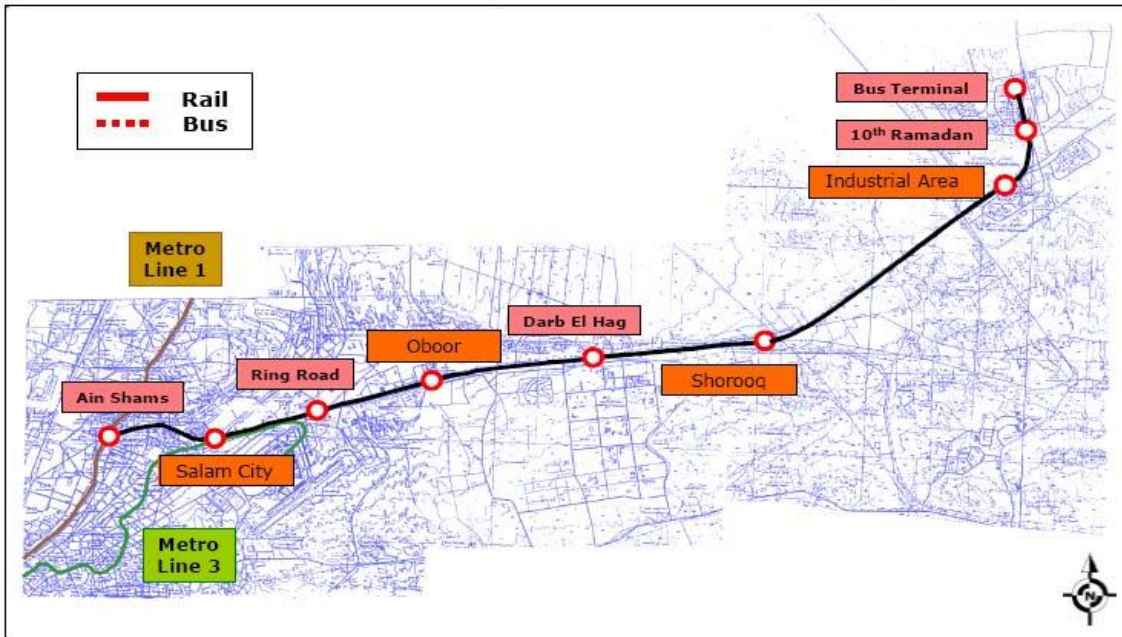 Rail
Bus
Bus Terminal
10th Ramadan
Industrial Area
Metro
Line 1
Darb El Hag
Oboor
Shorooq
Ring Road
Ain Shams
Salam City
Metro
Line 3
N